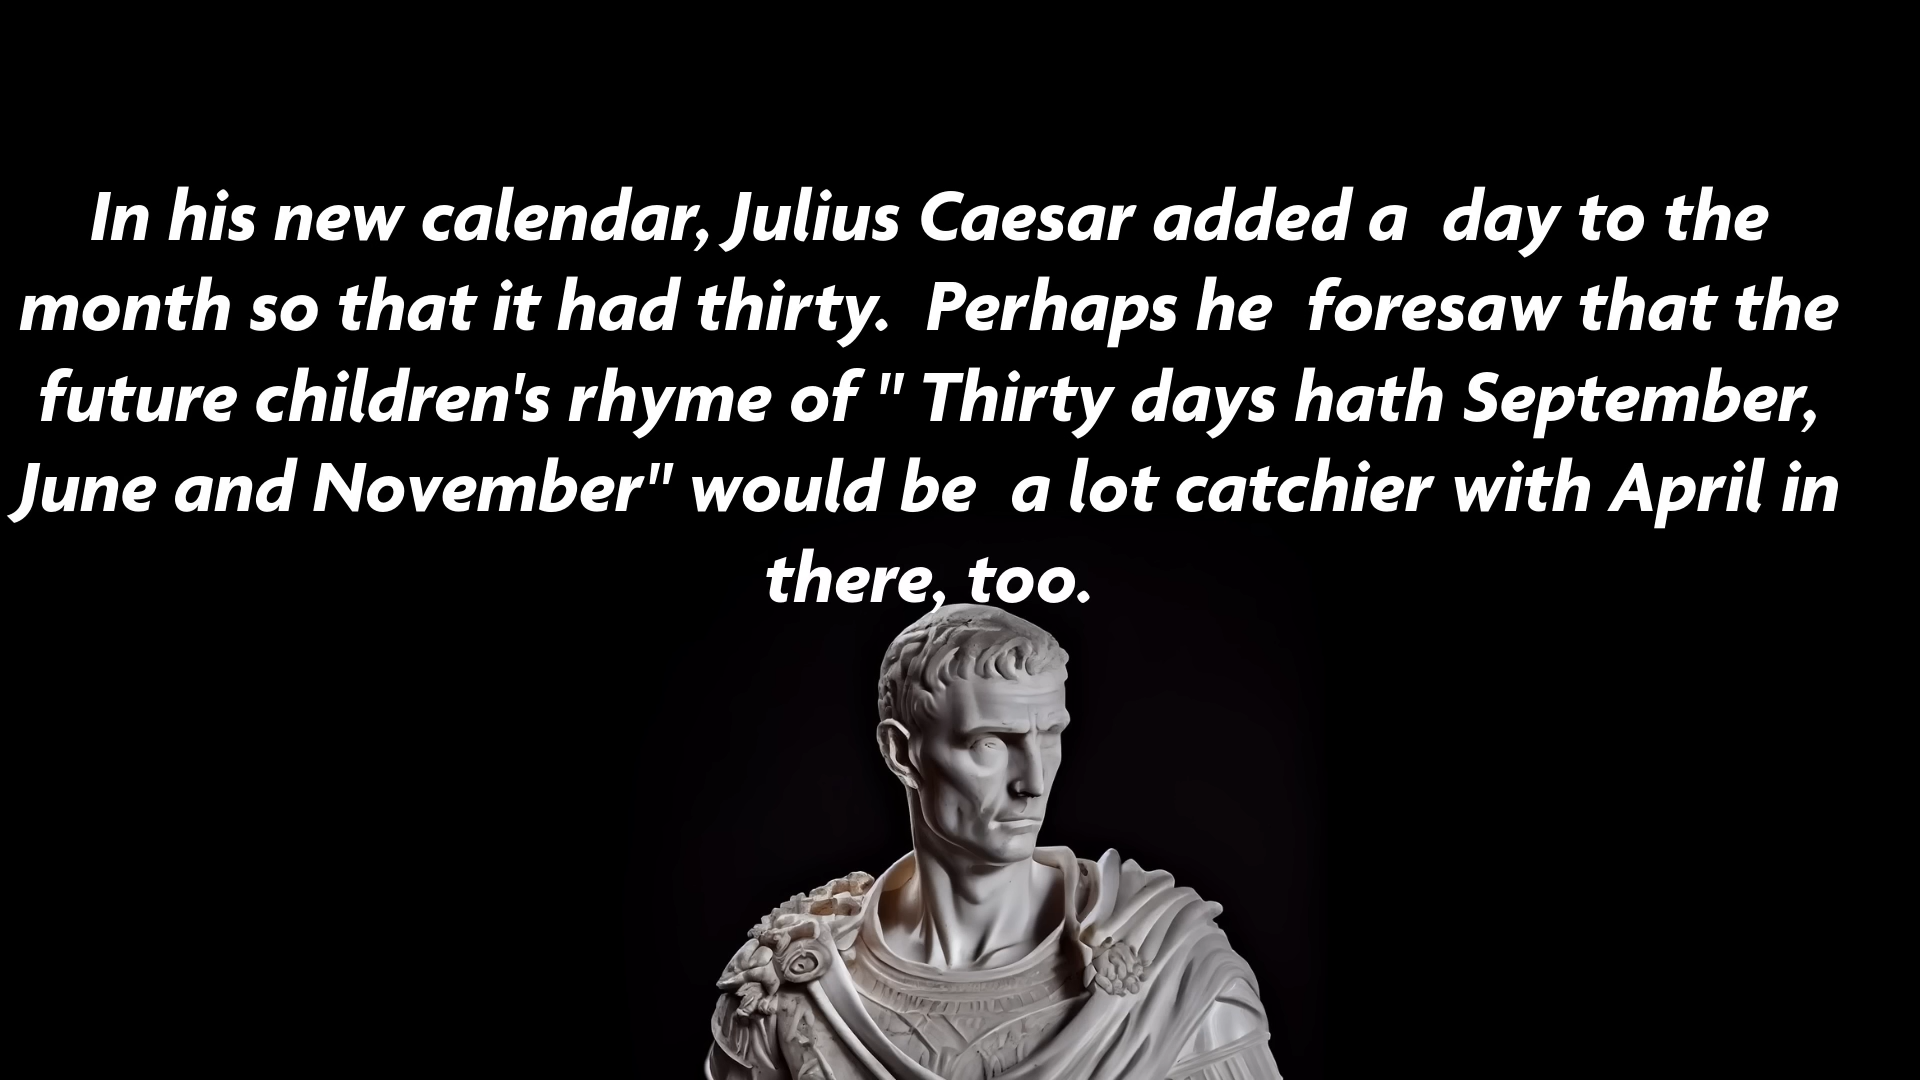 In his new calendar, Julius Caesar added a  day to the
month so that it had thirty.  Perhaps he  foresaw that the
future children's rhyme of " Thirty days hath September,
June and November" would be  a lot catchier with April in
there, too.